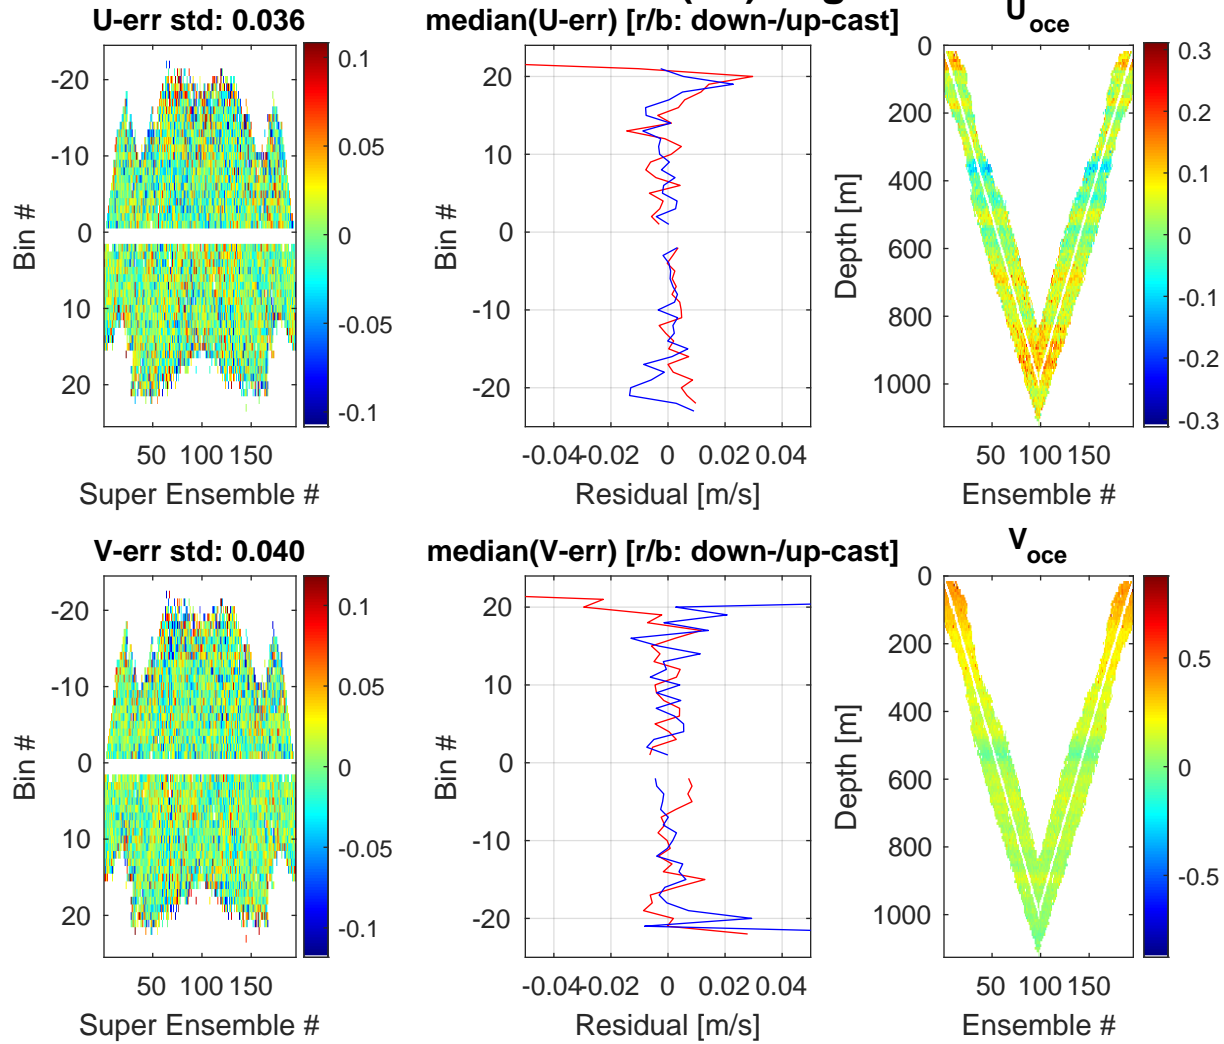 U-err std: 0.036
median(U-err) [r/b: down-/up-cast]
U_oce
-20
-10
0
10
20
Bin #
50 100 150
Super Ensemble #
0.1
0.05
0
-0.05
-0.1
20
10
0
-10
-20
Bin #
-0.04 -0.02 0 0.02 0.04
Residual [m/s]
0
200
400
600
800
1000
Depth [m]
50 100 150
Ensemble #
0.3
0.2
0.1
0
-0.1
-0.2
-0.3
V-err std: 0.040
median(V-err) [r/b: down-/up-cast]
V_oce
-20
-10
0
10
20
Bin #
50 100 150
Super Ensemble #
0.1
0.05
0
-0.05
-0.1
20
10
0
-10
-20
Bin #
-0.04 -0.02 0 0.02 0.04
Residual [m/s]
0
200
400
600
800
1000
Depth [m]
50 100 150
Ensemble #
0.5
0
-0.5